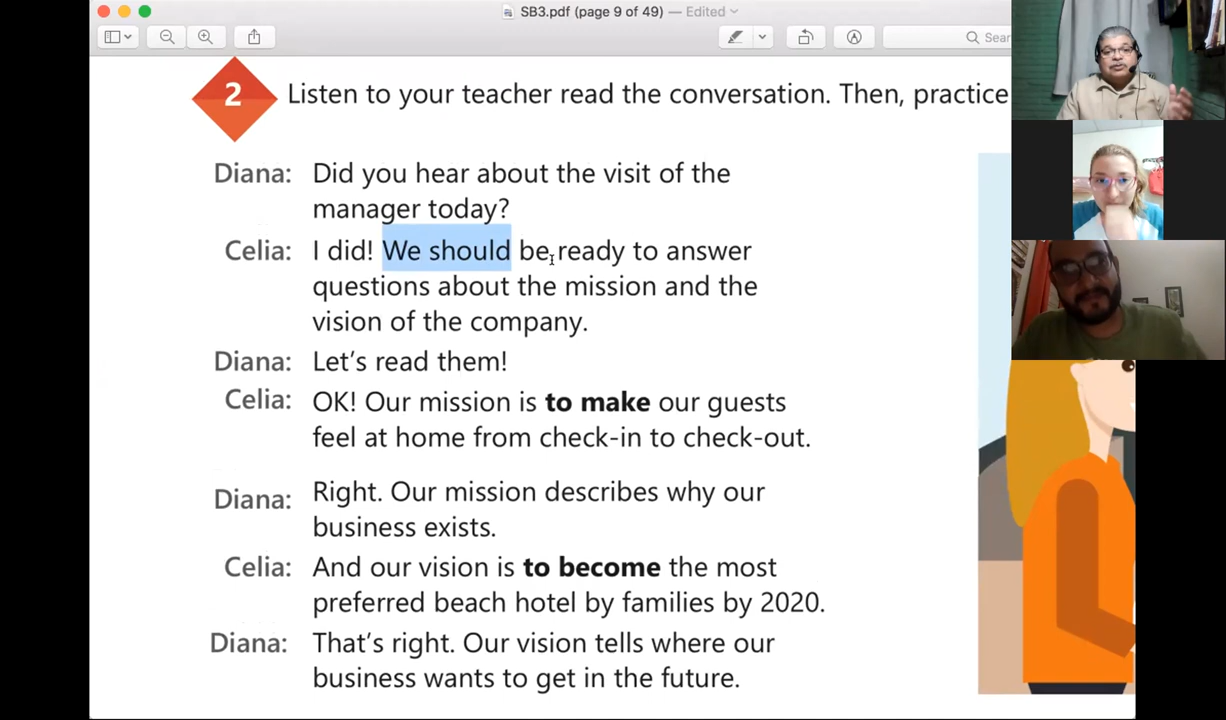 SB3.pdf (page 9 of 49) — Edited
Sear
2 Listen to your teacher read the conversation. Then, practice
Diana: Did you hear about the visit of the
manager today?
Celia: I did! We should be ready to answer
questions about the mission and the
vision of the company.
Diana: Let's read them!
Celia: OK! Our mission is to make our guests
feel at home from check-in to check-out.
Diana: Right. Our mission describes why our
business exists.
Celia: And our vision is to become the most
preferred beach hotel by families by 2020.
Diana: That's right. Our vision tells where our
business wants to get in the future.